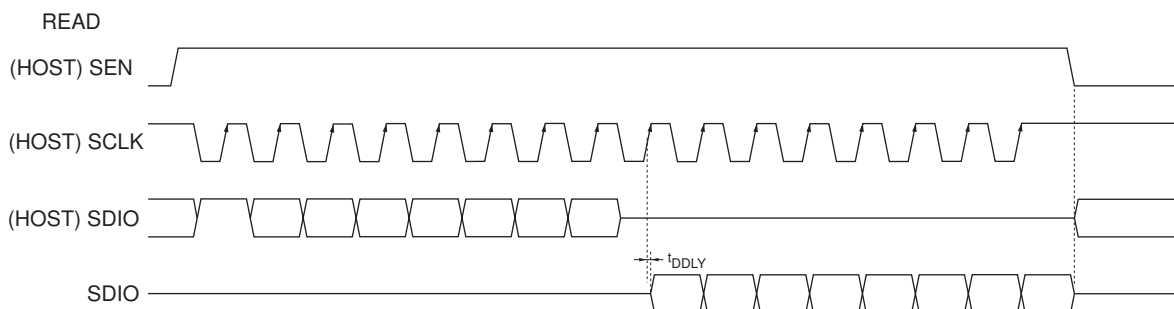 READ
(HOST) SEN
(HOST) SCLK
(HOST) SDIO
tDDLY
SDIO